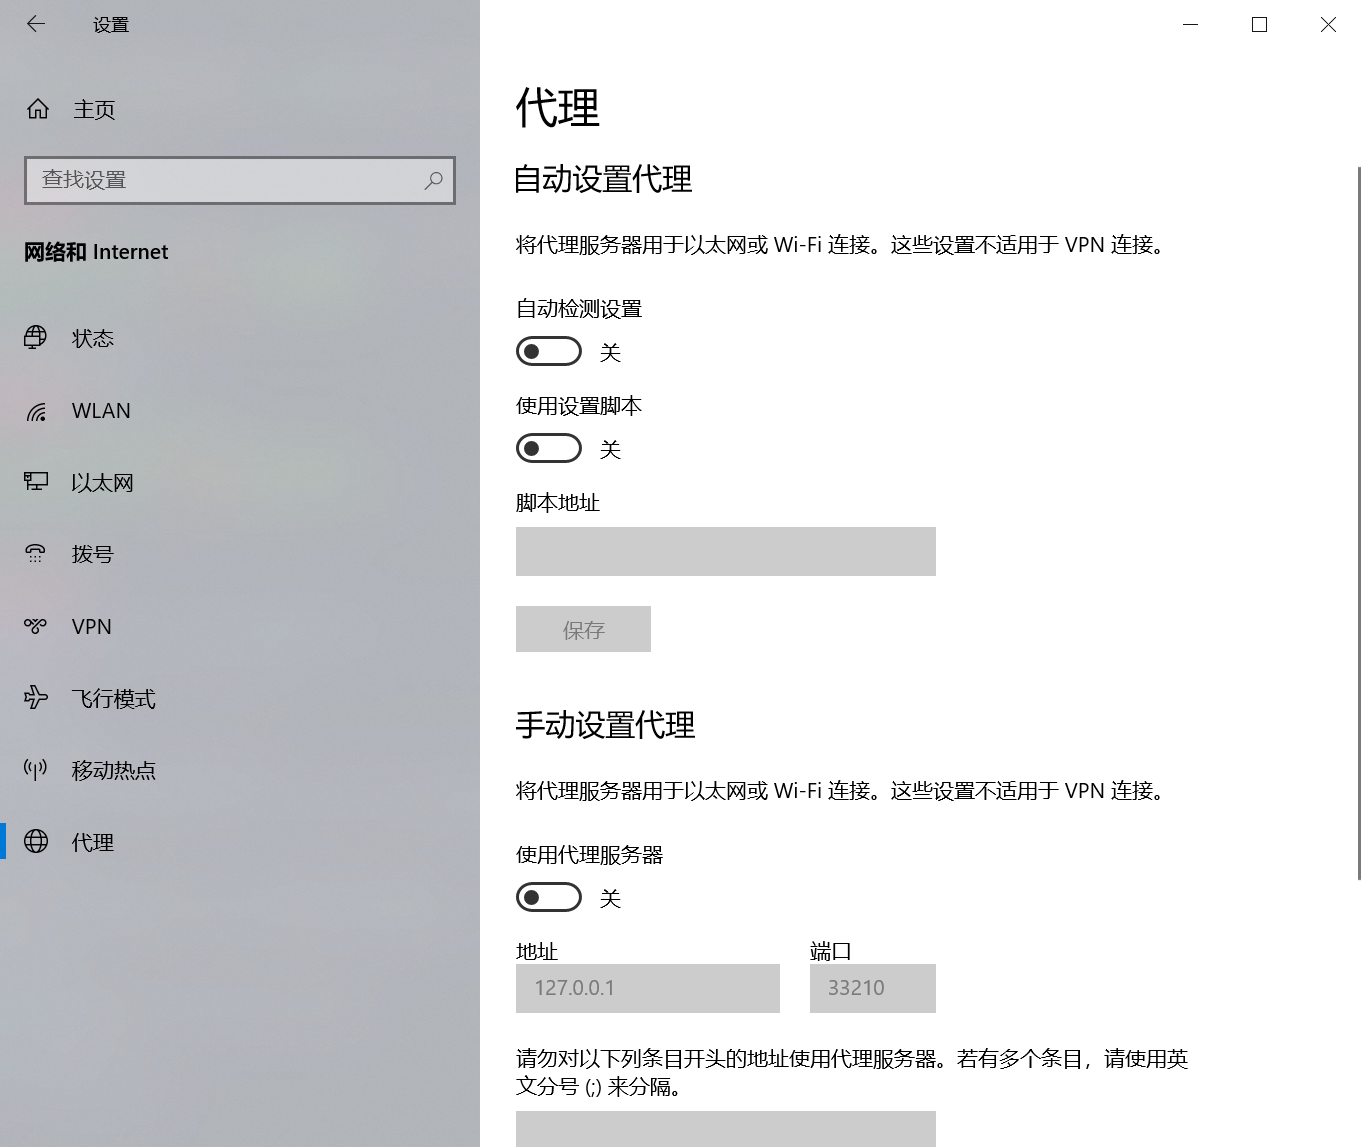 设置
主页
查找设置
网络和 Internet
状态
WLAN
以太网
拨号
VPN
飞行模式
移动热点
代理
代理
自动设置代理
将代理服务器用于以太网或 Wi-Fi 连接。这些设置不适用于 VPN 连接。
自动检测设置
关
使用设置脚本
关
脚本地址
保存
手动设置代理
将代理服务器用于以太网或 Wi-Fi 连接。这些设置不适用于 VPN 连接。
使用代理服务器
关
地址 端口
127.0.0.1 33210
请勿对以下列条目开头的地址使用代理服务器。若有多个条目，请使用英
文分号 (;) 来分隔。